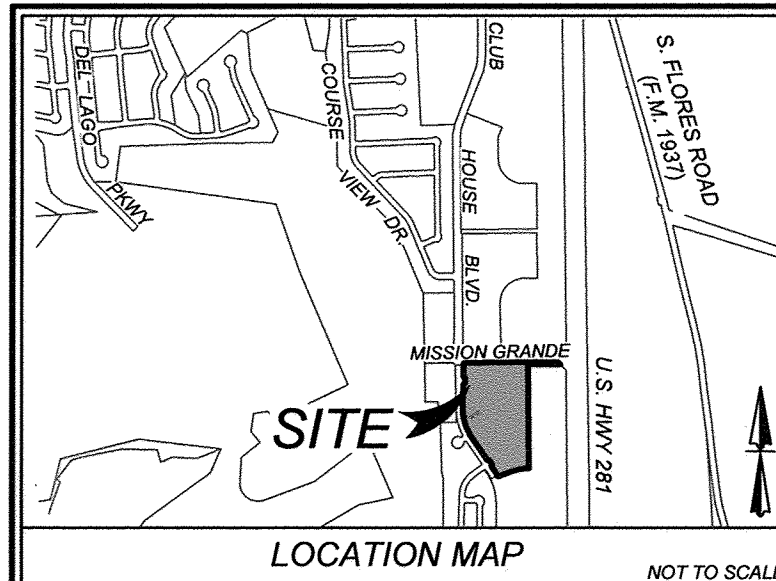 DEL LAGO
PKWY
COURSE
VIEW DR.
CLUB
HOUSE
BLVD.
S. FLORES ROAD
(F.M. 1937)
MISSION GRANDE
U.S. HWY 281
SITE
LOCATION MAP
NOT TO SCALE